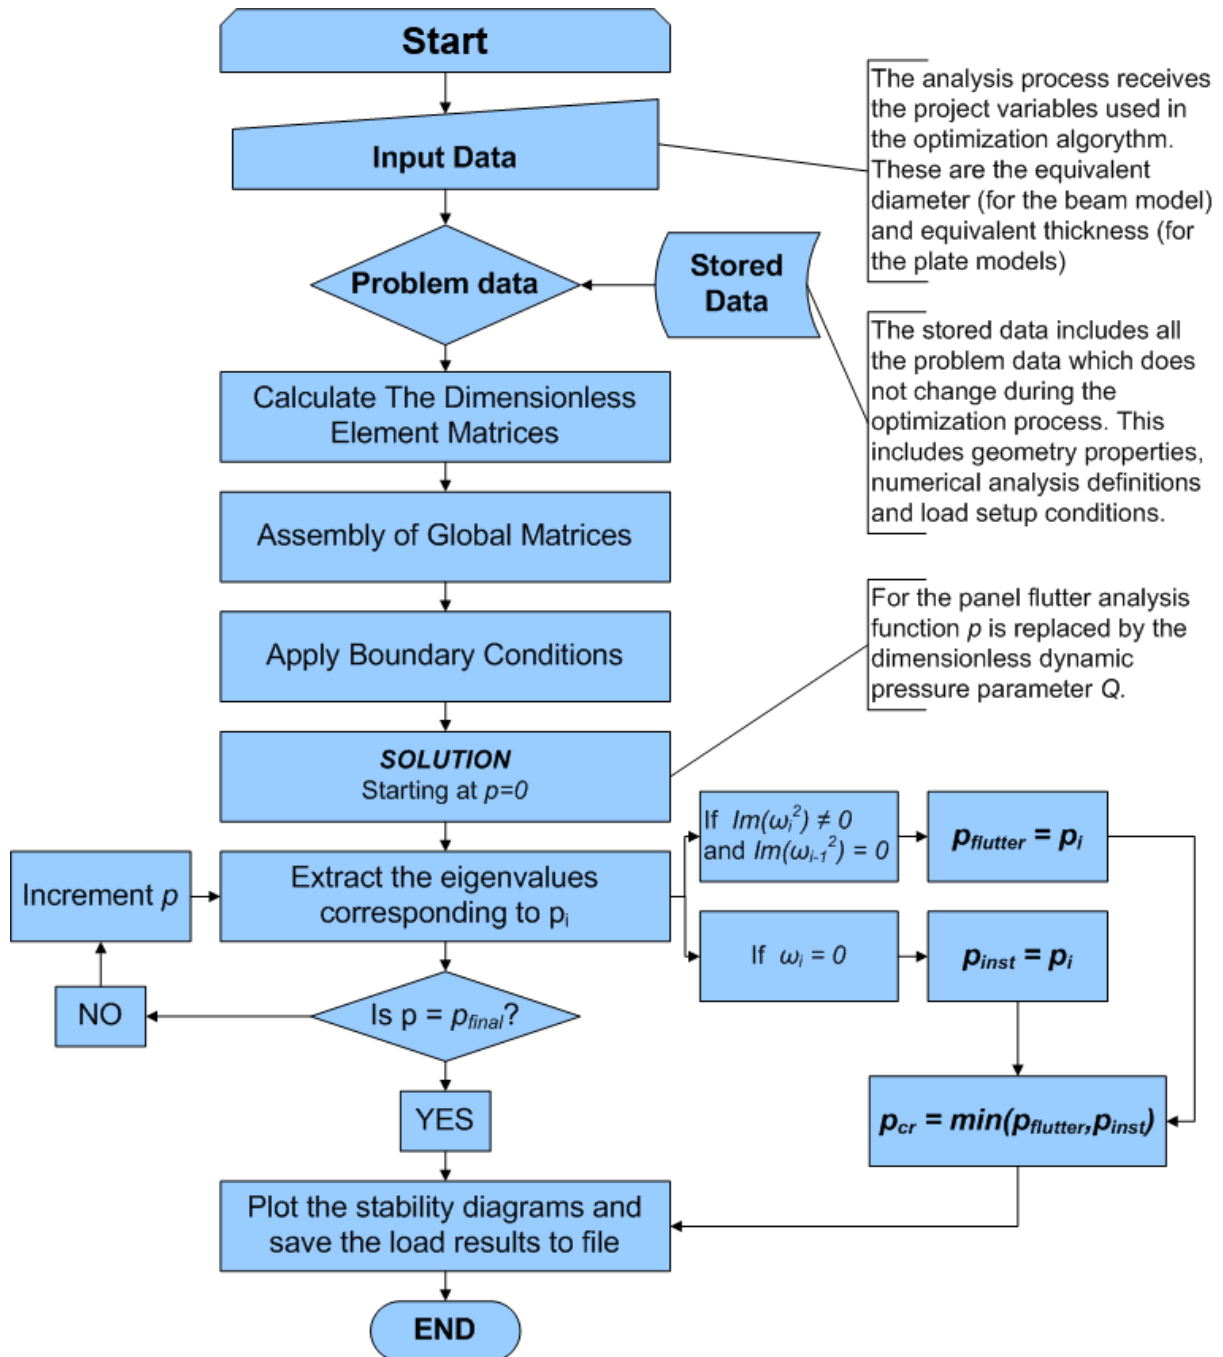 Start
Input Data
The analysis process receives
the project variables used in
the optimization algorythm.
These are the equivalent
diameter (for the beam model)
and equivalent thickness (for
the plate models)
Problem data
Stored
Data
The stored data includes all
the problem data which does
not change during the
optimization process. This
includes geometry properties,
numerical analysis definitions
and load setup conditions.
Calculate The Dimensionless
Element Matrices
Assembly of Global Matrices
Apply Boundary Conditions
For the panel flutter analysis
function p is replaced by the
dimensionless dynamic
pressure parameter Q.
SOLUTION
Starting at p=0
Increment p
Extract the eigenvalues
corresponding to pᵢ
If Im(ωᵢ²) ≠ 0
and Im(ωᵢ₋₁²) = 0
p_flutter = pᵢ
If ωᵢ = 0
p_inst = pᵢ
NO
Is p = p_final?
YES
p_cr = min(p_flutter,p_inst)
Plot the stability diagrams and
save the load results to file
END